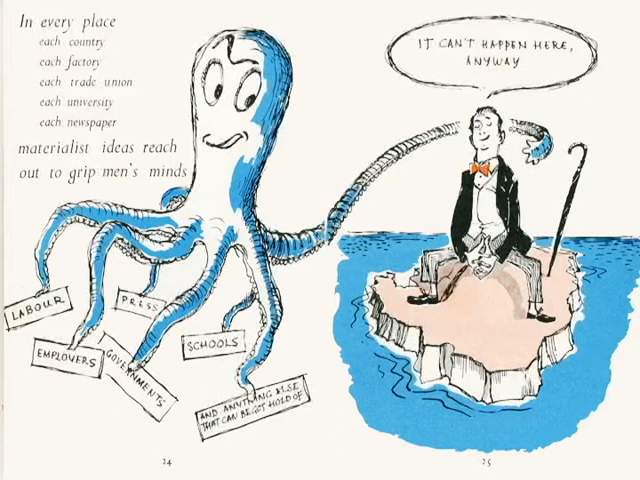 In every place
each country
each factory
each trade union
each university
each newspaper
materialist ideas reach
out to grip men's minds
IT CAN'T HAPPEN HERE,
ANYWAY
LABOUR
PRESS
EMPLOYERS
GOVERNMENTS
SCHOOLS
AND ANYTHING ELSE
THAT CAN BE GOT HOLD OF
24
25